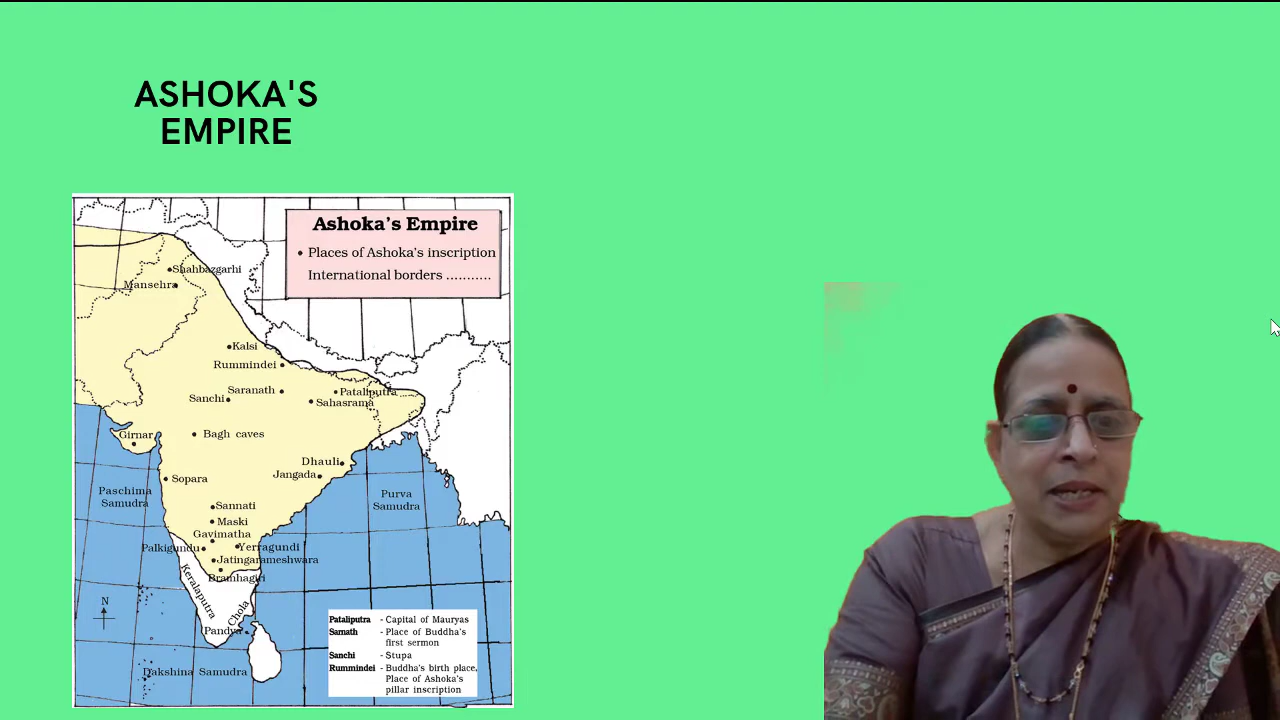 ASHOKA'S
EMPIRE
Ashoka's Empire
• Places of Ashoka's inscription
International borders ...........
Shahbazgarhi
Mansehra
Kalsi
Rummindei
Saranath
Pataliputra
Sanchi
Sahasrama
Girnar
Bagh caves
Dhauli
Jangada
Sopara
Paschima
Samudra
Purva
Samudra
Sannati
Maski
Gavimatha
Palkigundu
Yerragundi
Jatingarameshwara
Bramhagiri
Keralaputra
Chola
Pandya
N
Dakshina Samudra
Pataliputra - Capital of Mauryas
Sarnath - Place of Buddha's
first sermon
Sanchi - Stupa
Rummindei - Buddha's birth place,
Place of Ashoka's
pillar inscription